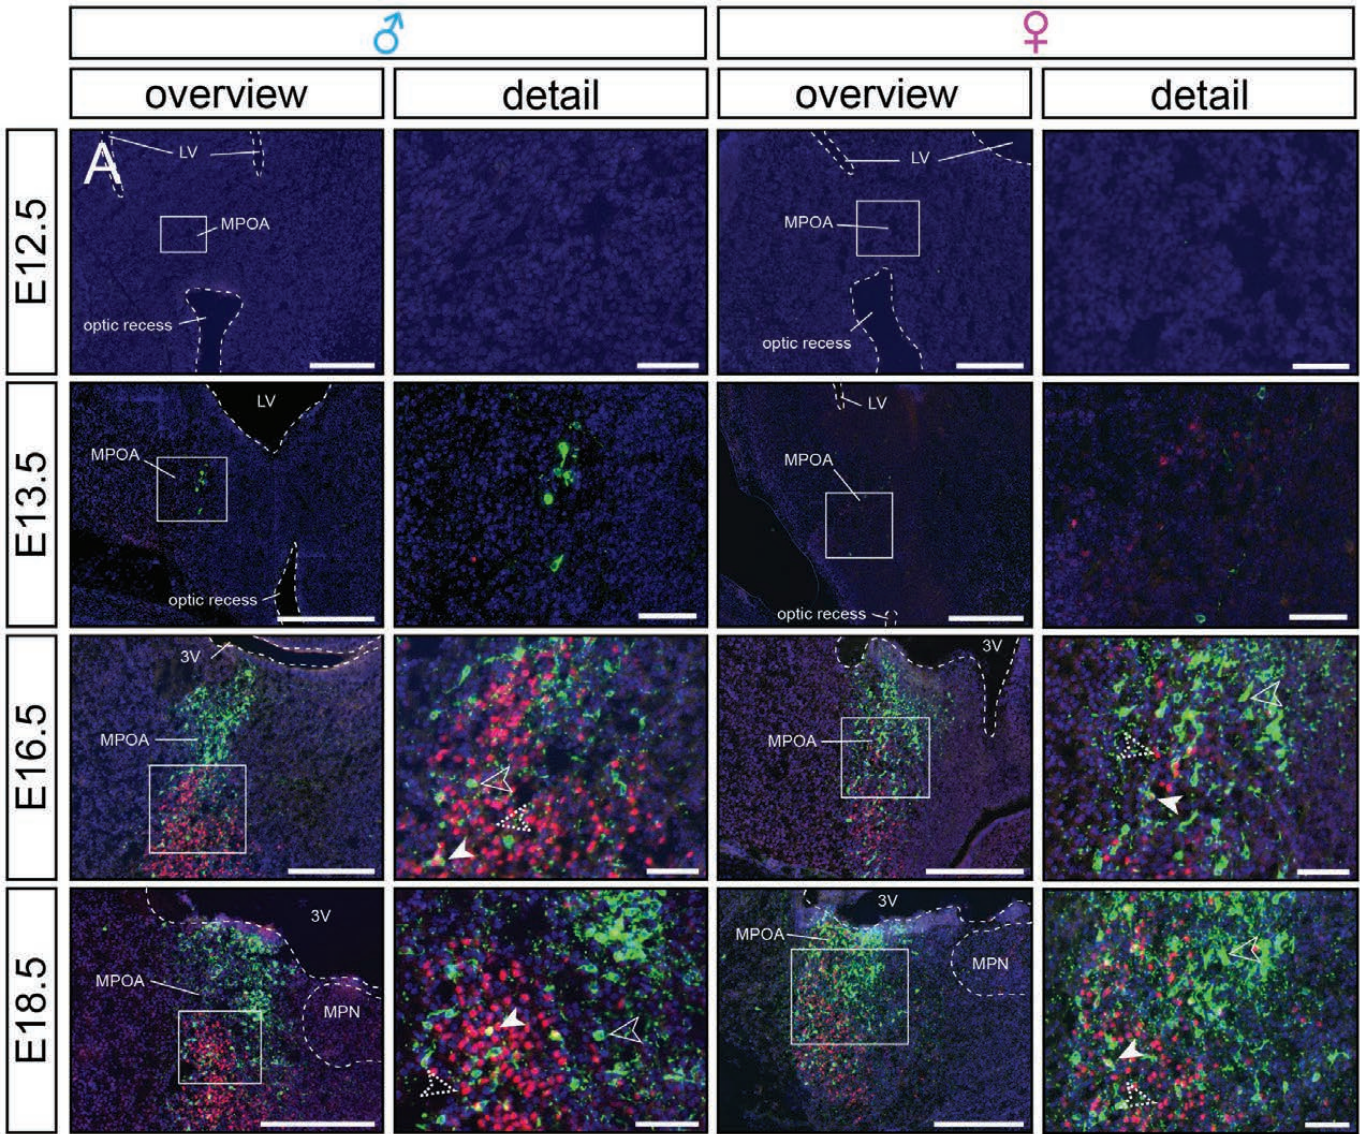 ♂ ♀
overview detail overview detail
E12.5
A
LV
MPOA
optic recess
LV
MPOA
optic recess
E13.5
LV
MPOA
optic recess
LV
MPOA
optic recess
E16.5
3V
MPOA
3V
MPOA
E18.5
3V
MPOA
MPN
3V
MPOA
MPN